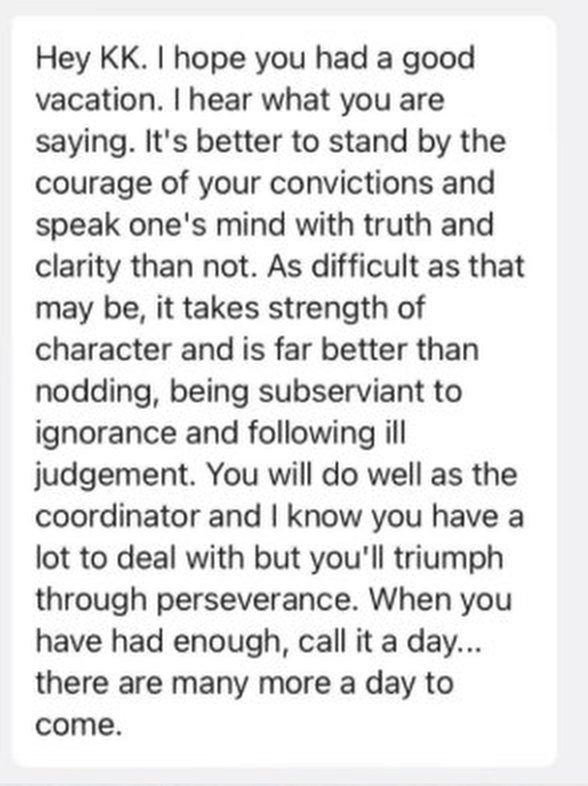 Hey KK. I hope you had a good
vacation. I hear what you are
saying. It's better to stand by the
courage of your convictions and
speak one's mind with truth and
clarity than not. As difficult as that
may be, it takes strength of
character and is far better than
nodding, being subserviant to
ignorance and following ill
judgement. You will do well as the
coordinator and I know you have a
lot to deal with but you'll triumph
through perseverance. When you
have had enough, call it a day...
there are many more a day to
come.